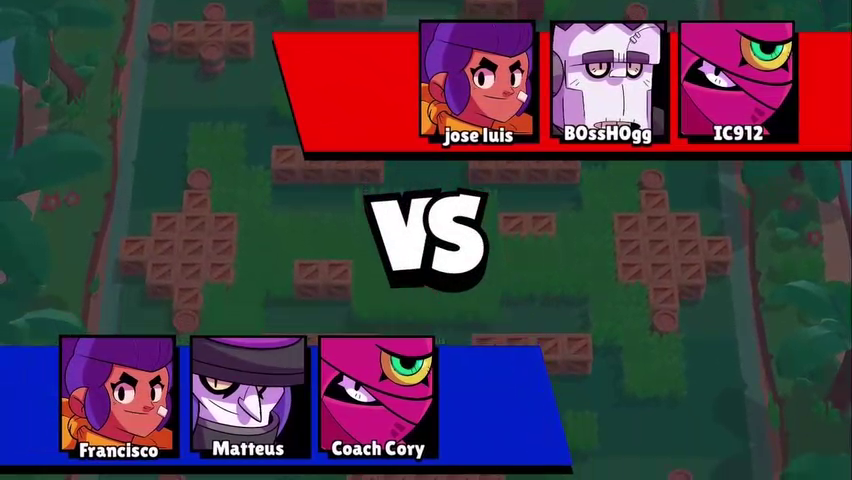 jose luis
BOssHOgg
IC912
VS
Francisco
Matteus
Coach Cory